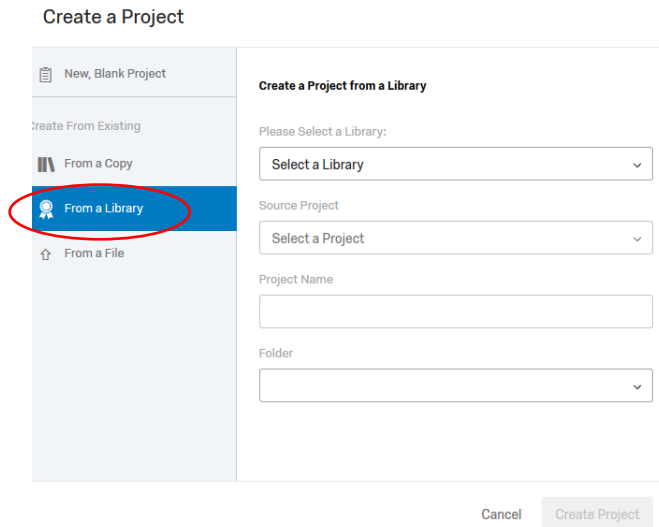 Create a Project
New, Blank Project
Create From Existing
From a Copy
From a Library
From a File
Create a Project from a Library
Please Select a Library:
Select a Library
Source Project
Select a Project
Project Name
Folder
Cancel
Create Project